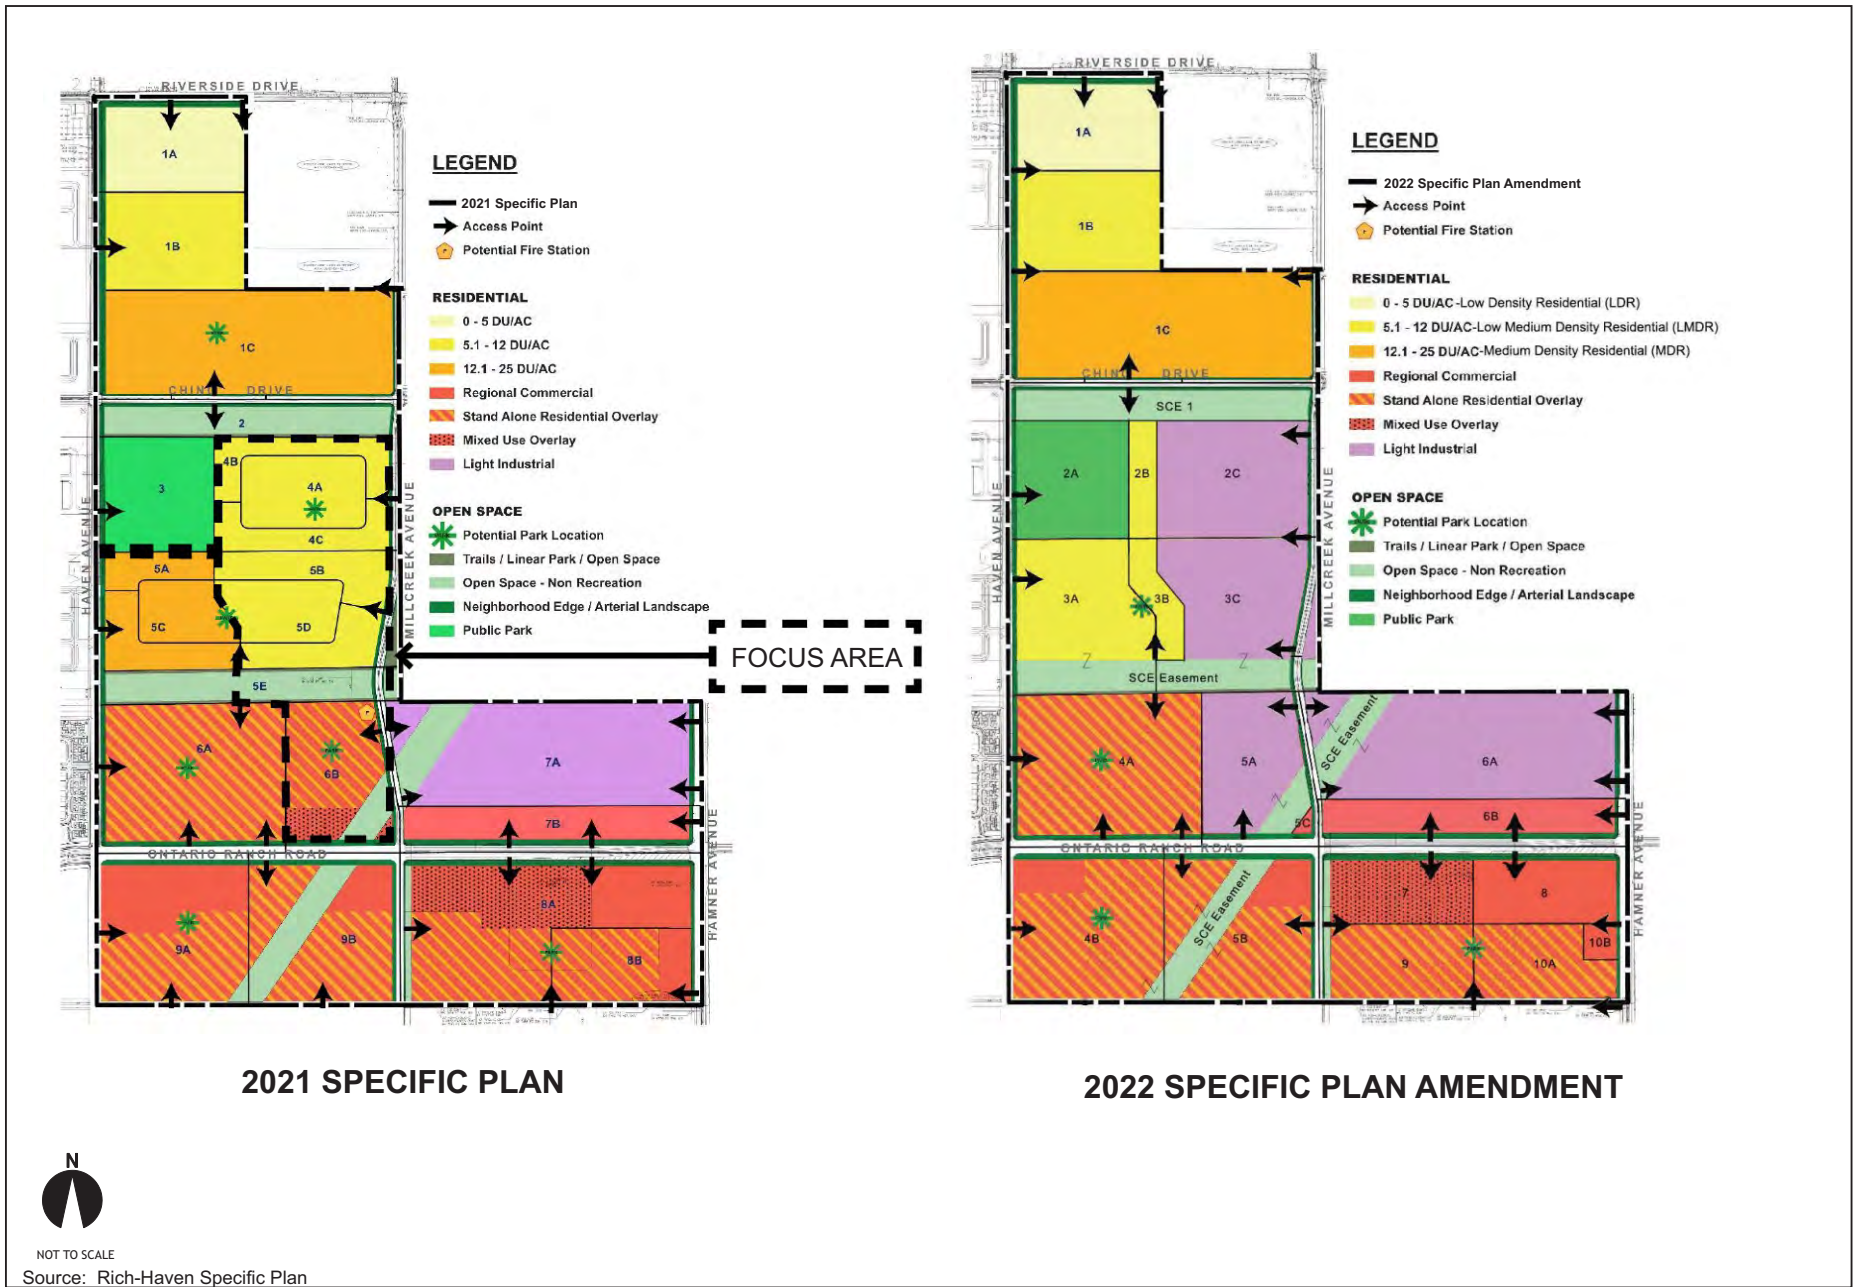 RIVERSIDE DRIVE
1A
1B
1C
CHINO DRIVE
2
3
4B
4A
4C
5A
5B
5C
5D
5E
6A
6B
7A
7B
ONTARIO RANCH ROAD
8A
8B
9A
9B
HAVEN AVENUE
MILLCREEK AVENUE
HAMNER AVENUE
LEGEND
2021 Specific Plan
Access Point
Potential Fire Station
RESIDENTIAL
0 - 5 DU/AC
5.1 - 12 DU/AC
12.1 - 25 DU/AC
Regional Commercial
Stand Alone Residential Overlay
Mixed Use Overlay
Light Industrial
OPEN SPACE
Potential Park Location
Trails / Linear Park / Open Space
Open Space - Non Recreation
Neighborhood Edge / Arterial Landscape
Public Park
FOCUS AREA
2021 SPECIFIC PLAN
RIVERSIDE DRIVE
1A
1B
1C
CHINO DRIVE
SCE 1
2A
2B
2C
3A
3B
3C
SCE Easement
4A
5A
SCE Easement
6A
5C
6B
ONTARIO RANCH ROAD
4B
SCE Easement
5B
7
8
9
10A
10B
HAVEN AVENUE
MILLCREEK AVENUE
HAMNER AVENUE
LEGEND
2022 Specific Plan Amendment
Access Point
Potential Fire Station
RESIDENTIAL
0 - 5 DU/AC -Low Density Residential (LDR)
5.1 - 12 DU/AC-Low Medium Density Residential (LMDR)
12.1 - 25 DU/AC-Medium Density Residential (MDR)
Regional Commercial
Stand Alone Residential Overlay
Mixed Use Overlay
Light Industrial
OPEN SPACE
Potential Park Location
Trails / Linear Park / Open Space
Open Space - Non Recreation
Neighborhood Edge / Arterial Landscape
Public Park
2022 SPECIFIC PLAN AMENDMENT
N
NOT TO SCALE
Source: Rich-Haven Specific Plan